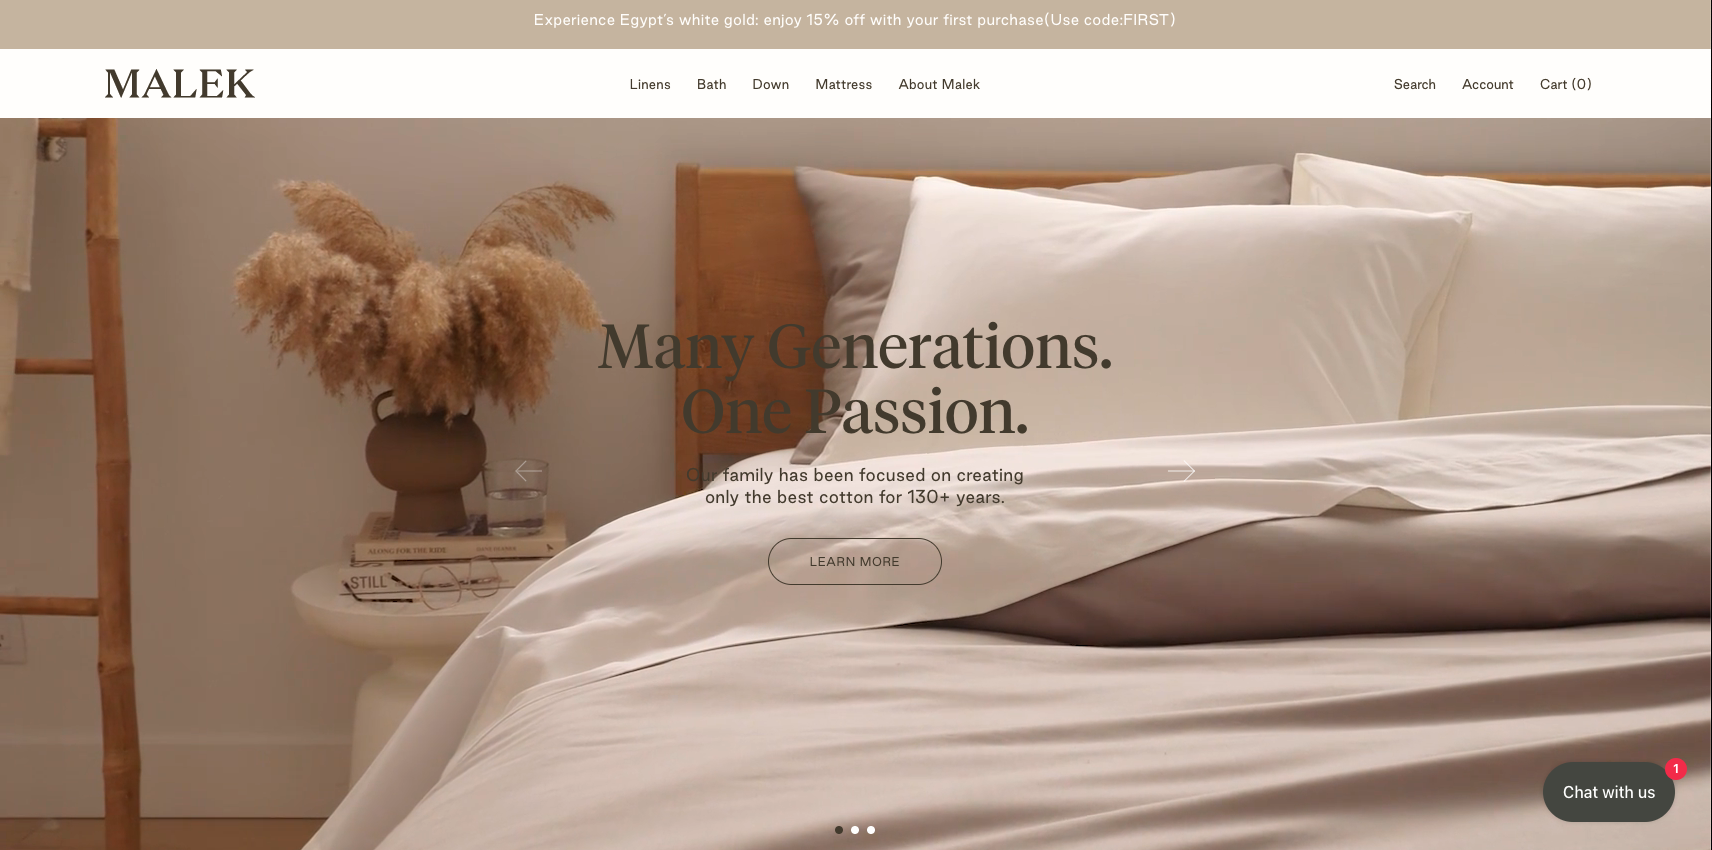 Experience Egypt's white gold: enjoy 15% off with your first purchase(Use code:FIRST)
MALEK
Linens
Bath
Down
Mattress
About Malek
Search
Account
Cart (0)
Many Generations.
One Passion.
Our family has been focused on creating
only the best cotton for 130+ years.
LEARN MORE
ALONG FOR THE RIDE
STILL
1
Chat with us